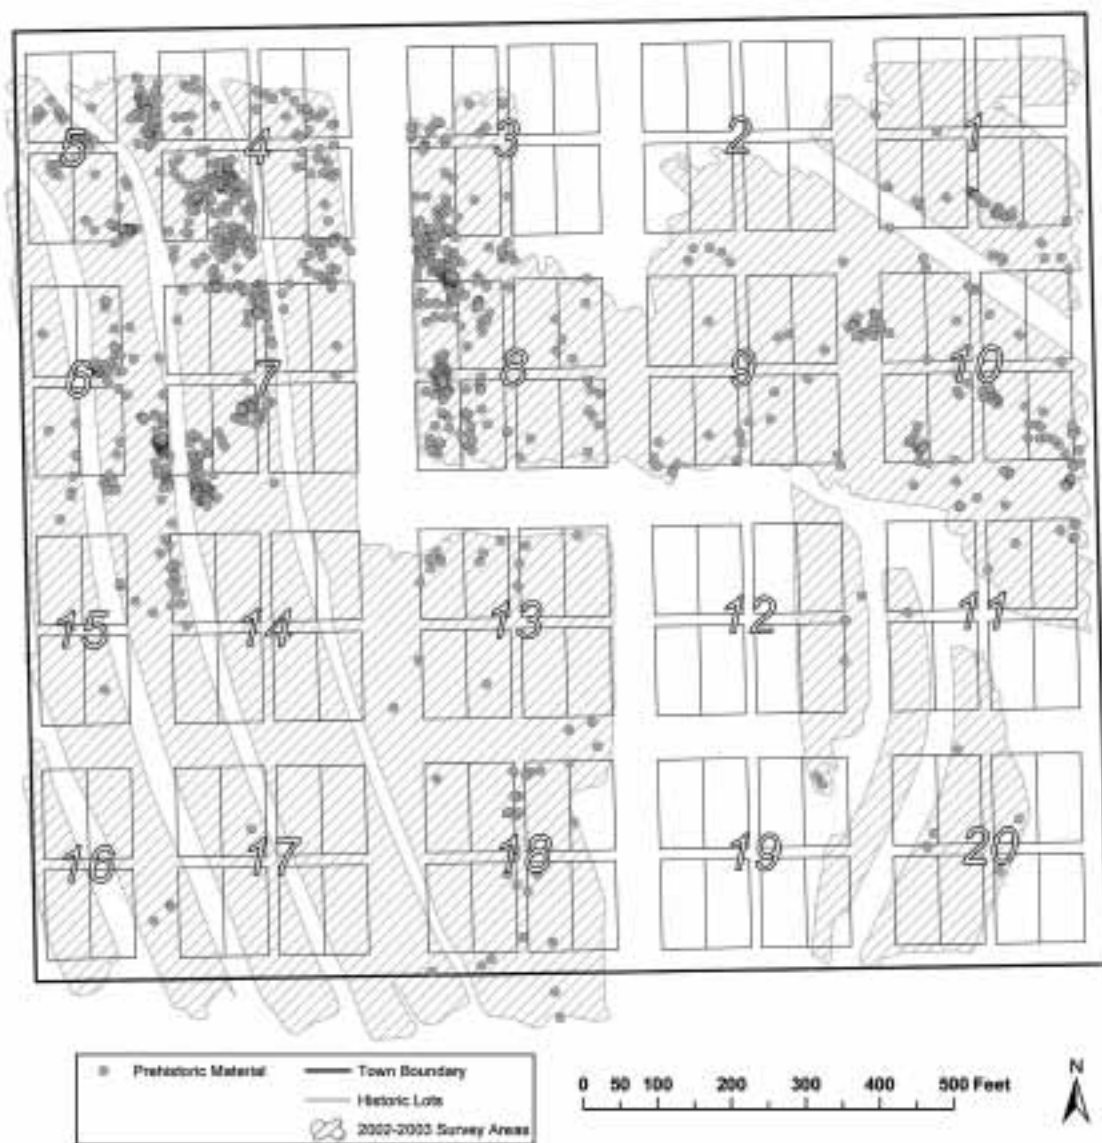 5 4 3 2 1
6 7 8 9 10
15 14 13 12 11
16 17 18 19 20
Prehistoric Material
Town Boundary
Historic Lots
2002-2003 Survey Areas
0 50 100 200 300 400 500 Feet
N